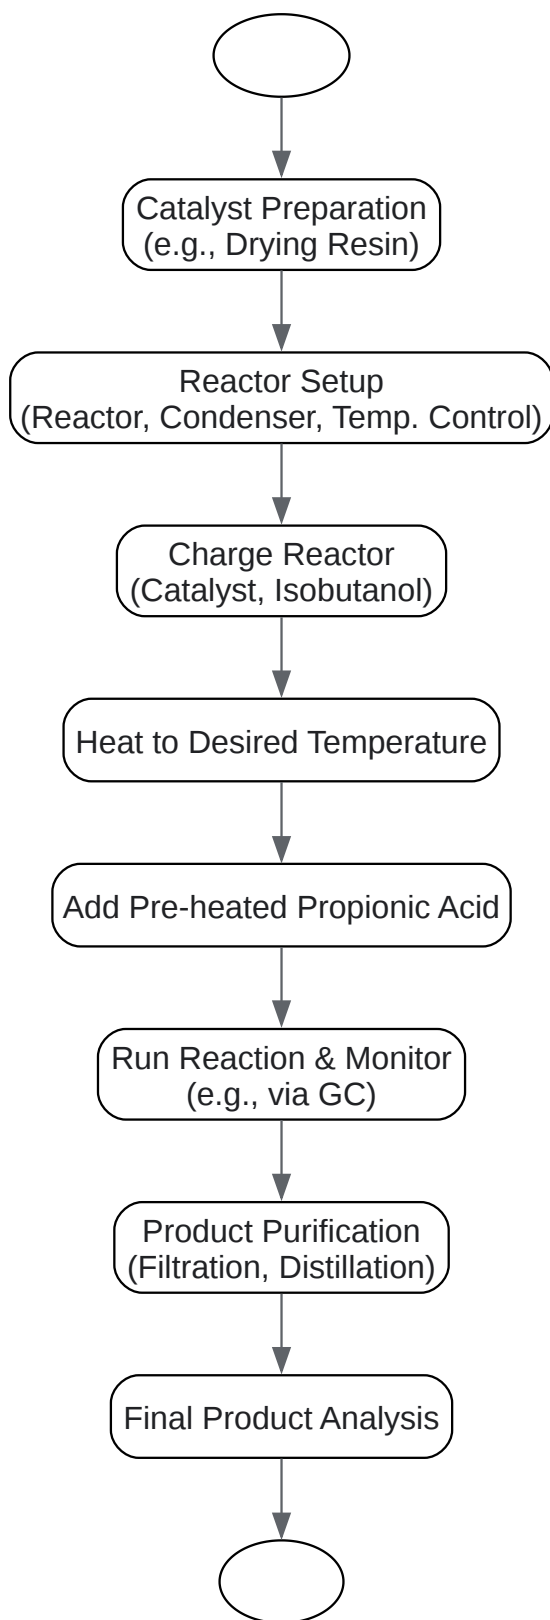 Catalyst Preparation
(e.g., Drying Resin)
Reactor Setup
(Reactor, Condenser, Temp. Control)
Charge Reactor
(Catalyst, Isobutanol)
Heat to Desired Temperature
Add Pre-heated Propionic Acid
Run Reaction & Monitor
(e.g., via GC)
Product Purification
(Filtration, Distillation)
Final Product Analysis